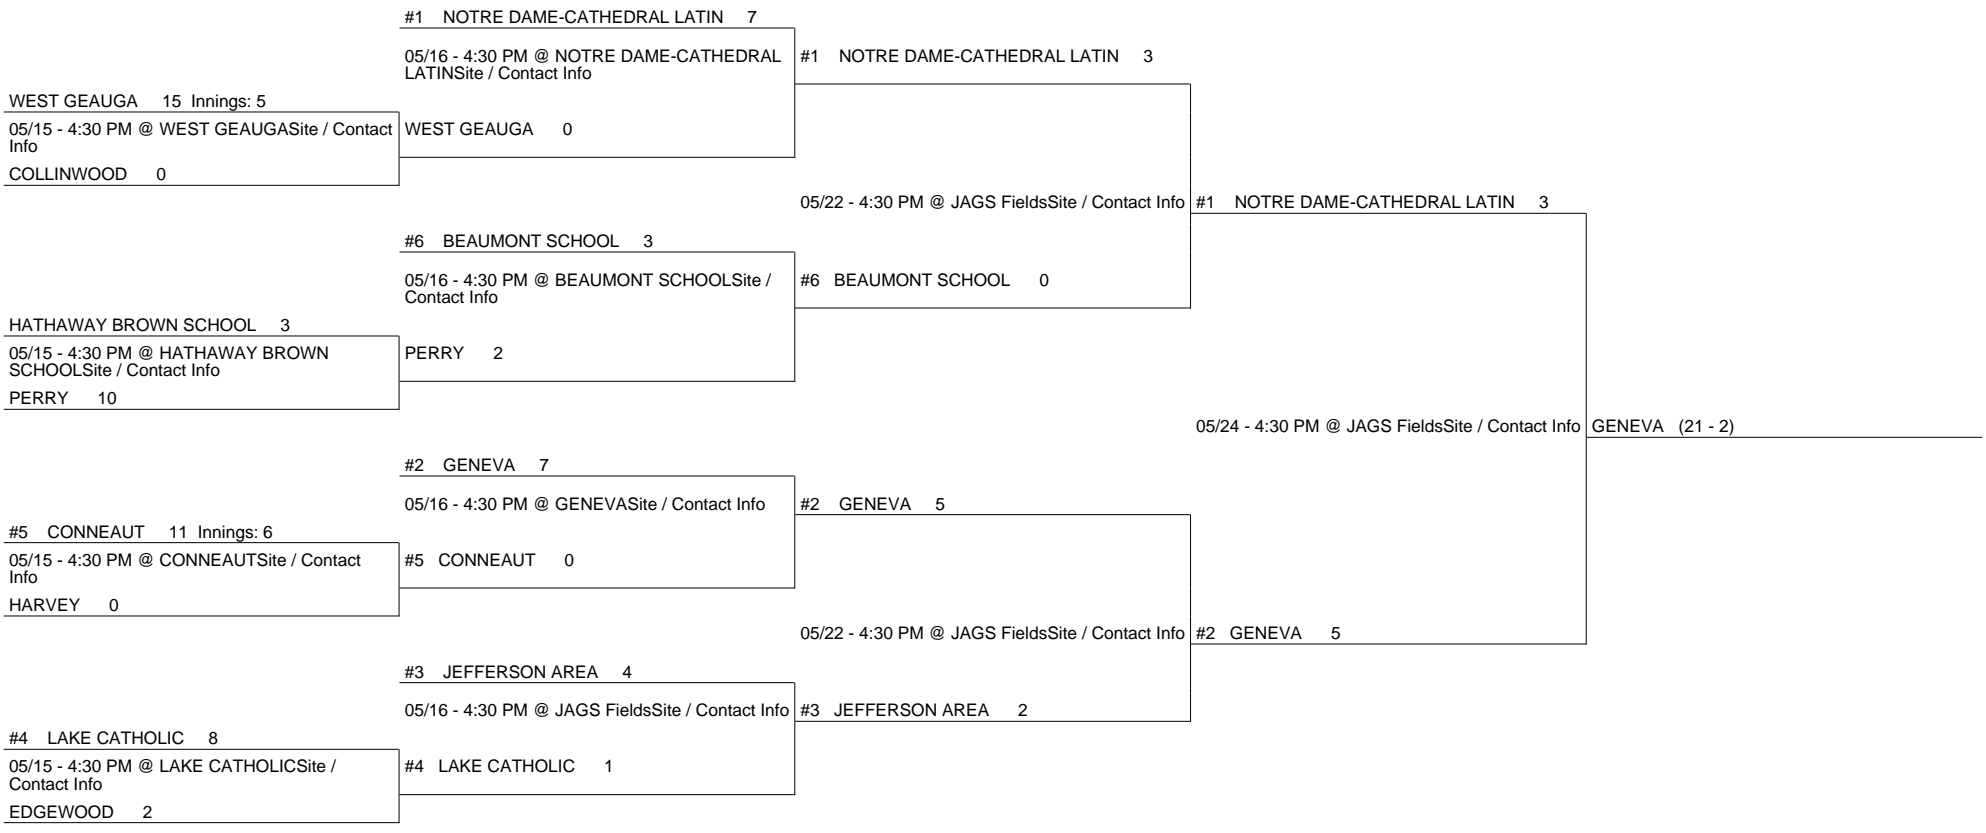 #1 NOTRE DAME-CATHEDRAL LATIN 7
05/16 - 4:30 PM @ NOTRE DAME-CATHEDRAL
LATINSite / Contact Info
#1 NOTRE DAME-CATHEDRAL LATIN 3
WEST GEAUGA 15 Innings: 5
05/15 - 4:30 PM @ WEST GEAUGASite / Contact
Info
WEST GEAUGA 0
COLLINWOOD 0
05/22 - 4:30 PM @ JAGS FieldsSite / Contact Info
#1 NOTRE DAME-CATHEDRAL LATIN 3
#6 BEAUMONT SCHOOL 3
05/16 - 4:30 PM @ BEAUMONT SCHOOLSite /
Contact Info
#6 BEAUMONT SCHOOL 0
HATHAWAY BROWN SCHOOL 3
05/15 - 4:30 PM @ HATHAWAY BROWN
SCHOOLSite / Contact Info
PERRY 2
PERRY 10
05/24 - 4:30 PM @ JAGS FieldsSite / Contact Info
GENEVA (21 - 2)
#2 GENEVA 7
05/16 - 4:30 PM @ GENEVASite / Contact Info
#2 GENEVA 5
#5 CONNEAUT 11 Innings: 6
05/15 - 4:30 PM @ CONNEAUTSite / Contact
Info
#5 CONNEAUT 0
HARVEY 0
05/22 - 4:30 PM @ JAGS FieldsSite / Contact Info
#2 GENEVA 5
#3 JEFFERSON AREA 4
05/16 - 4:30 PM @ JAGS FieldsSite / Contact Info
#3 JEFFERSON AREA 2
#4 LAKE CATHOLIC 8
05/15 - 4:30 PM @ LAKE CATHOLICSite /
Contact Info
#4 LAKE CATHOLIC 1
EDGEWOOD 2